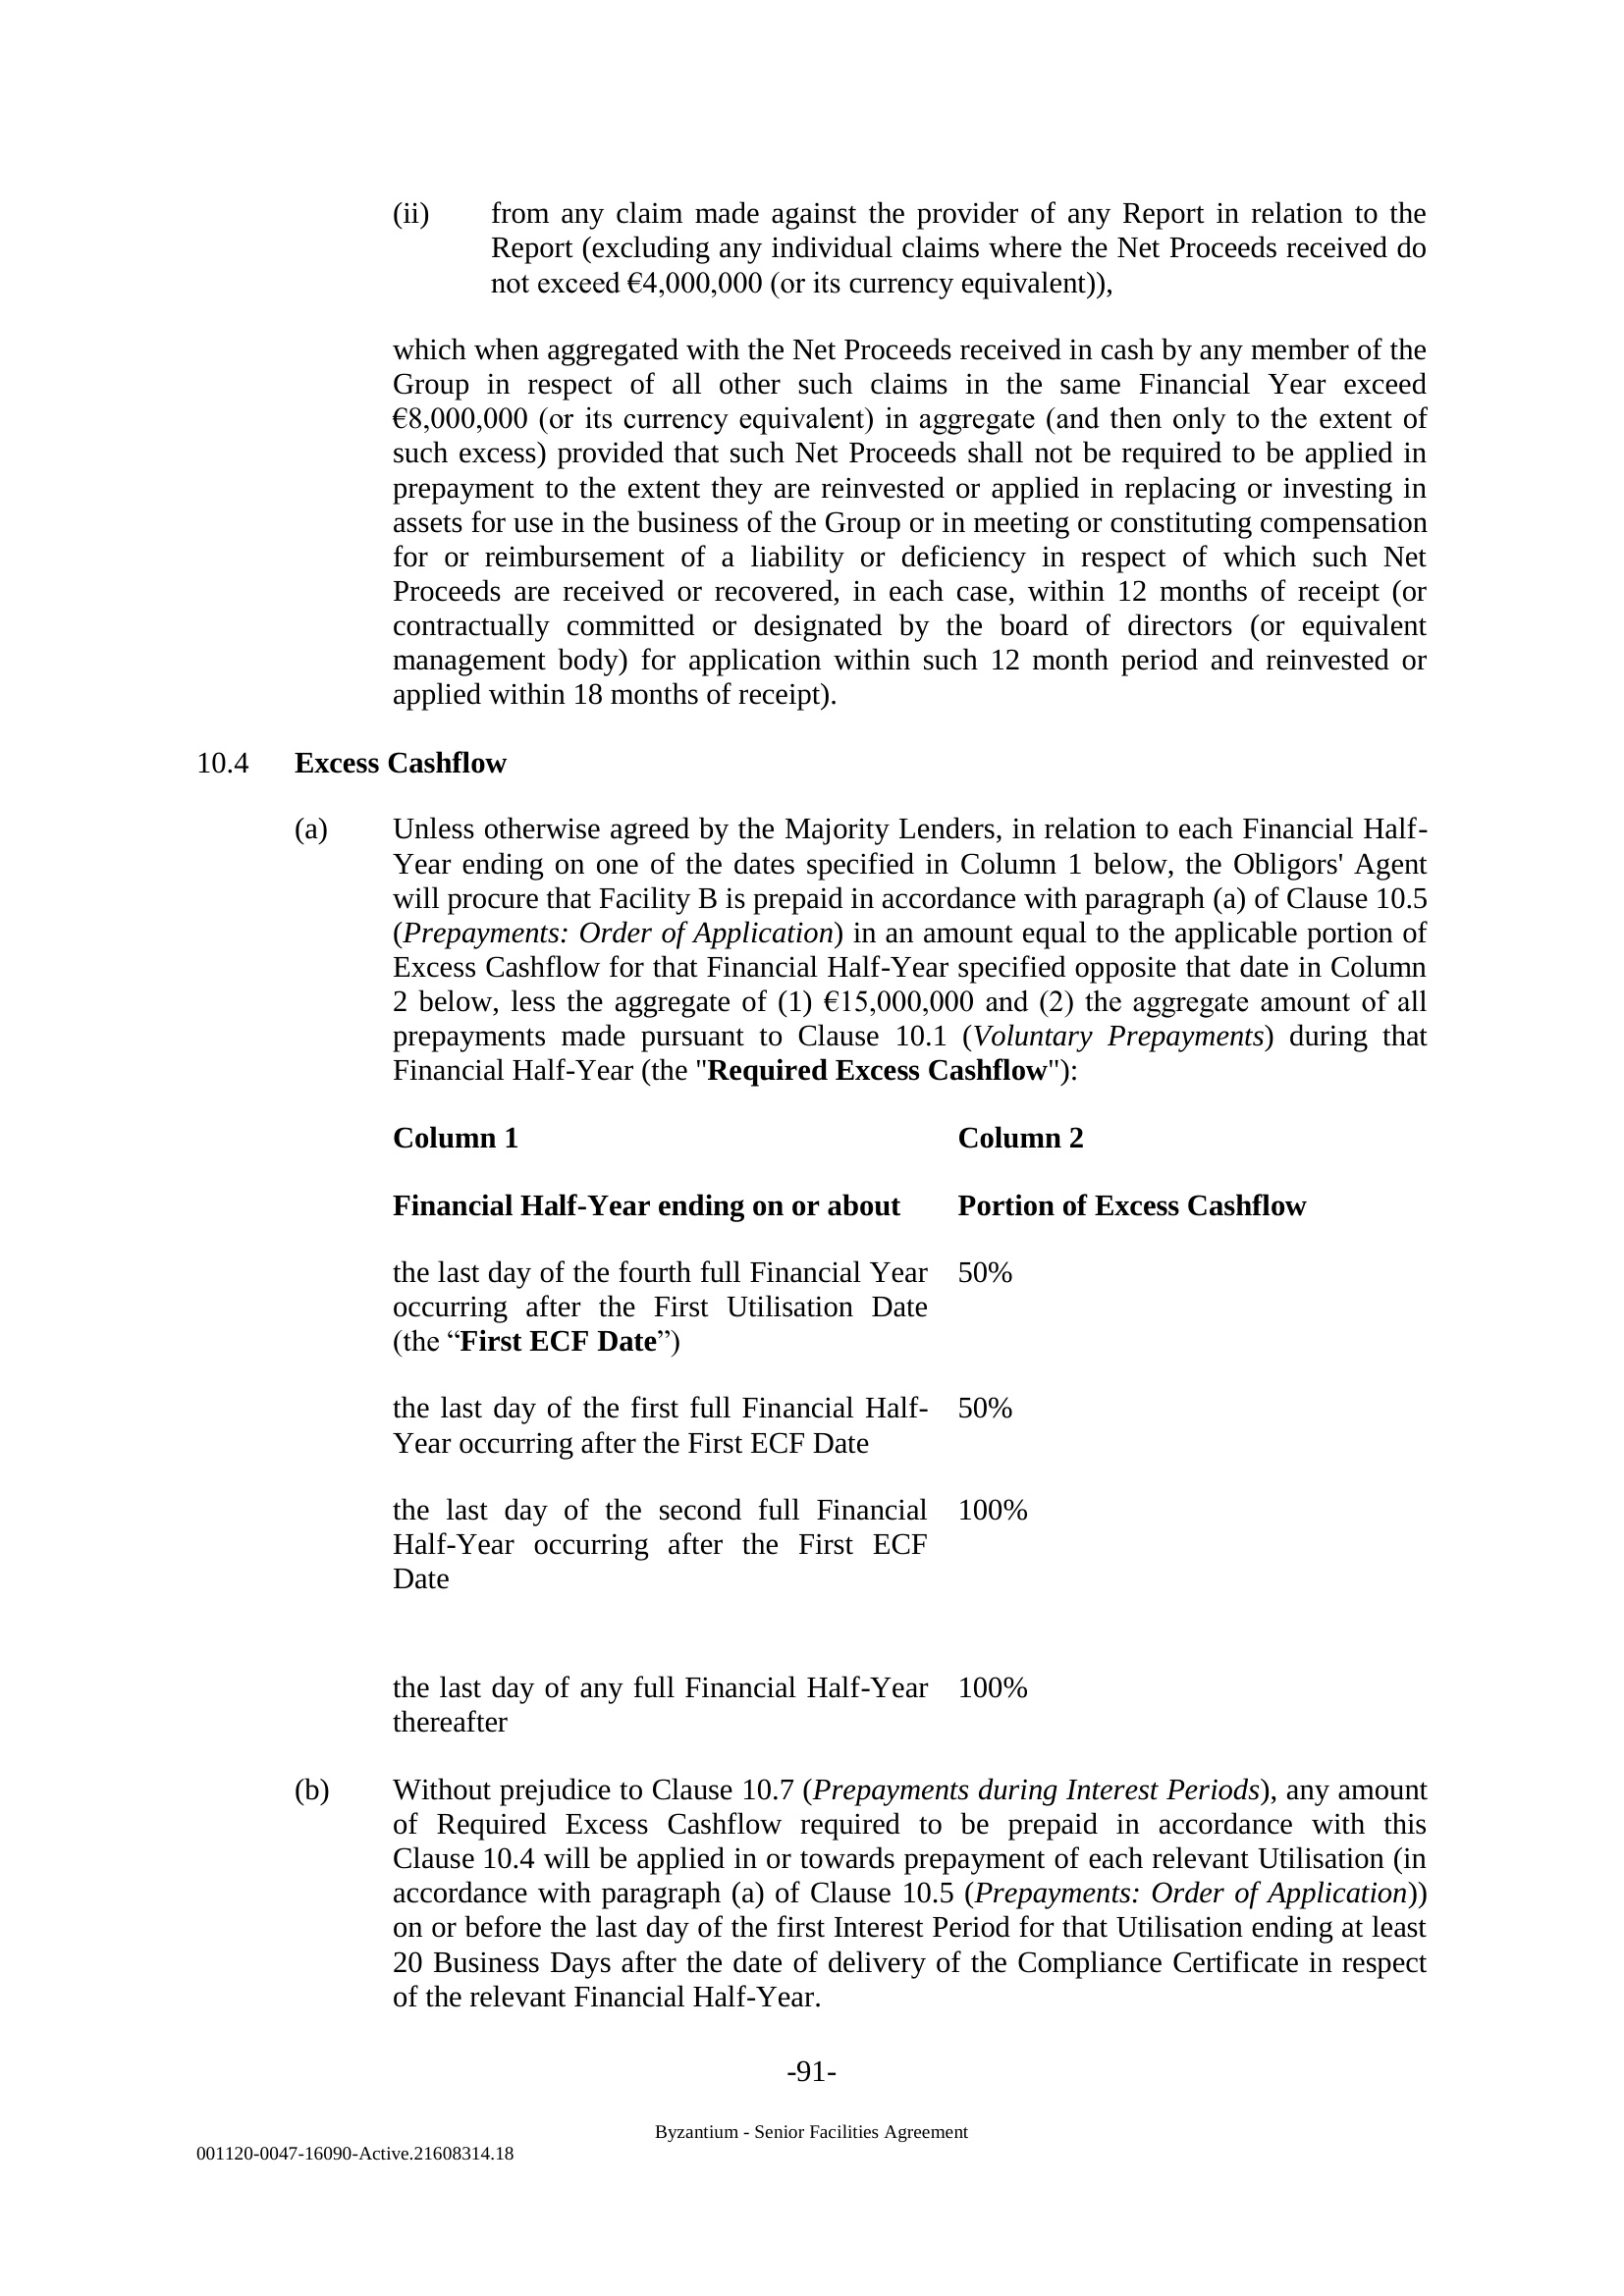 (ii) from any claim made against the provider of any Report in relation to the
Report (excluding any individual claims where the Net Proceeds received do
not exceed €4,000,000 (or its currency equivalent)),
which when aggregated with the Net Proceeds received in cash by any member of the
Group in respect of all other such claims in the same Financial Year exceed
€8,000,000 (or its currency equivalent) in aggregate (and then only to the extent of
such excess) provided that such Net Proceeds shall not be required to be applied in
prepayment to the extent they are reinvested or applied in replacing or investing in
assets for use in the business of the Group or in meeting or constituting compensation
for or reimbursement of a liability or deficiency in respect of which such Net
Proceeds are received or recovered, in each case, within 12 months of receipt (or
contractually committed or designated by the board of directors (or equivalent
management body) for application within such 12 month period and reinvested or
applied within 18 months of receipt).
10.4 Excess Cashflow
(a) Unless otherwise agreed by the Majority Lenders, in relation to each Financial Half-
Year ending on one of the dates specified in Column 1 below, the Obligors' Agent
will procure that Facility B is prepaid in accordance with paragraph (a) of Clause 10.5
(Prepayments: Order of Application) in an amount equal to the applicable portion of
Excess Cashflow for that Financial Half-Year specified opposite that date in Column
2 below, less the aggregate of (1) €15,000,000 and (2) the aggregate amount of all
prepayments made pursuant to Clause 10.1 (Voluntary Prepayments) during that
Financial Half-Year (the "Required Excess Cashflow"):
Column 1 Column 2
Financial Half-Year ending on or about Portion of Excess Cashflow
the last day of the fourth full Financial Year 50%
occurring after the First Utilisation Date
(the “First ECF Date”)
the last day of the first full Financial Half- 50%
Year occurring after the First ECF Date
the last day of the second full Financial 100%
Half-Year occurring after the First ECF
Date
the last day of any full Financial Half-Year 100%
thereafter
(b) Without prejudice to Clause 10.7 (Prepayments during Interest Periods), any amount
of Required Excess Cashflow required to be prepaid in accordance with this
Clause 10.4 will be applied in or towards prepayment of each relevant Utilisation (in
accordance with paragraph (a) of Clause 10.5 (Prepayments: Order of Application))
on or before the last day of the first Interest Period for that Utilisation ending at least
20 Business Days after the date of delivery of the Compliance Certificate in respect
of the relevant Financial Half-Year.
-91-
Byzantium - Senior Facilities Agreement
001120-0047-16090-Active.21608314.18